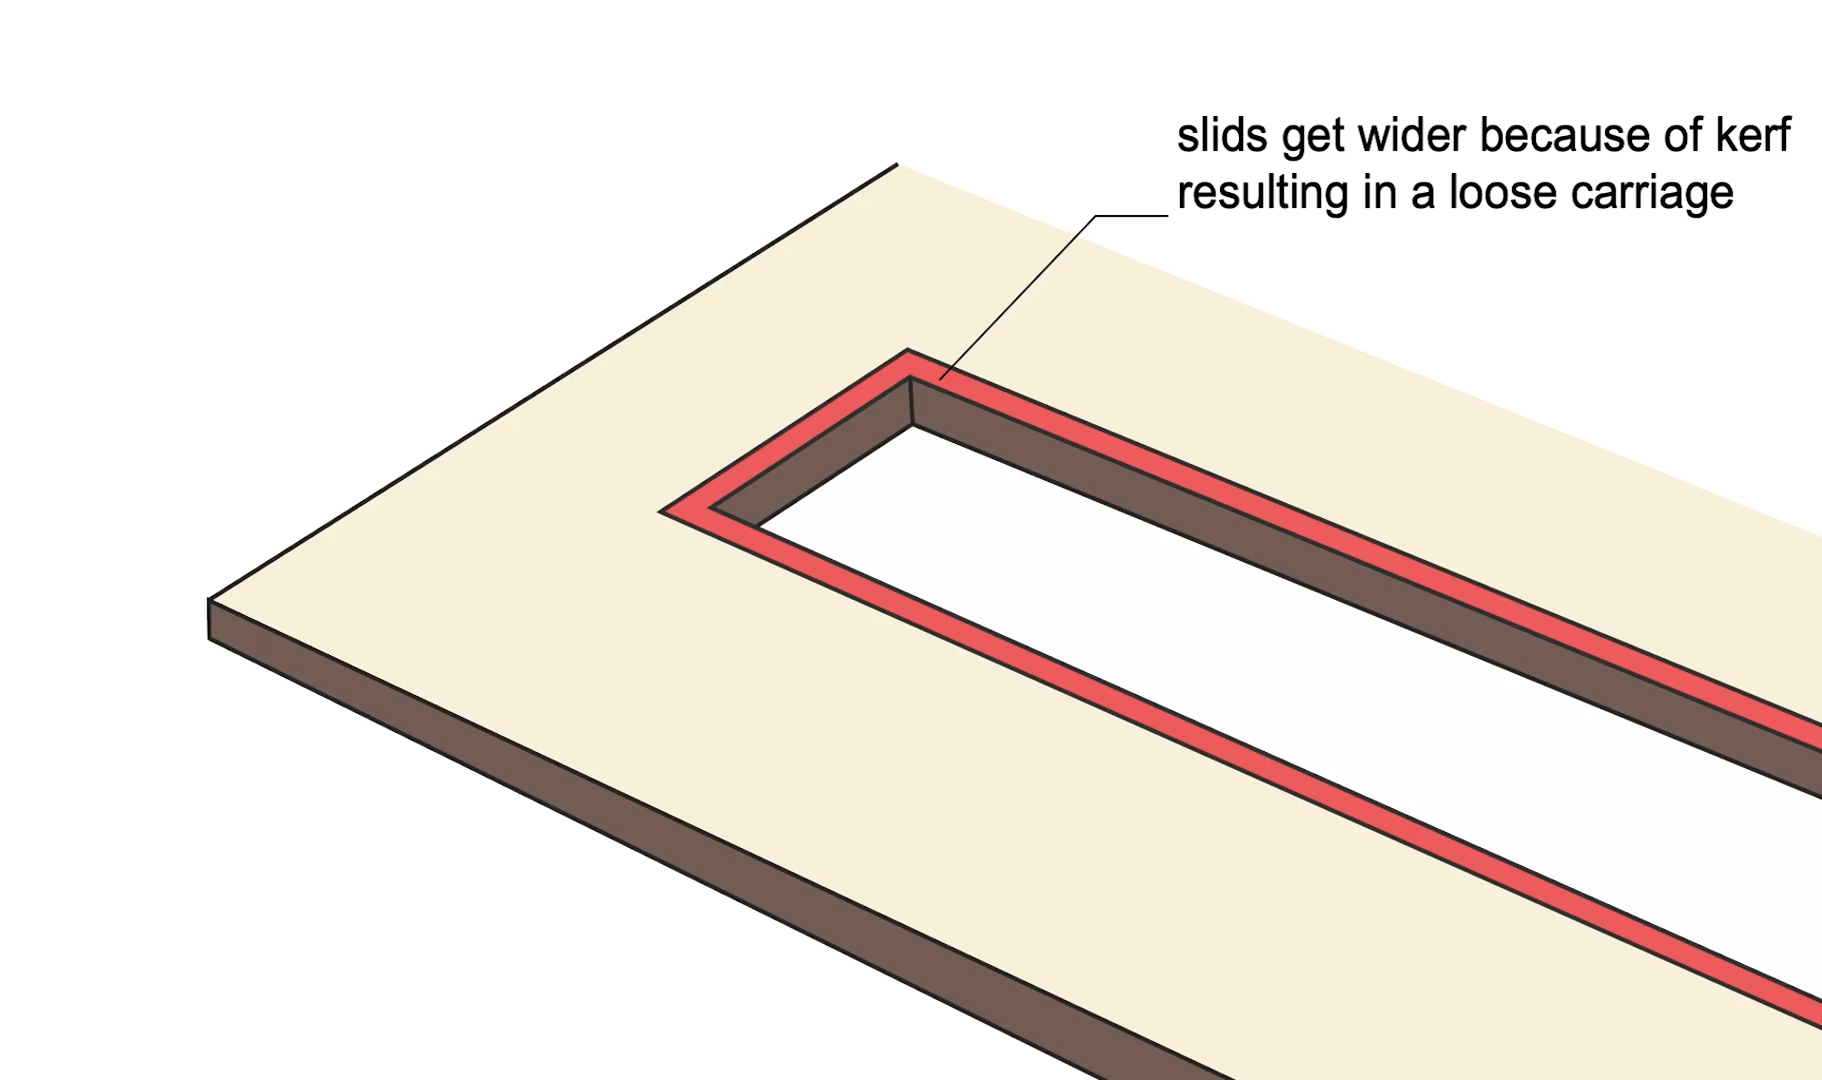 slids get wider because of kerf
resulting in a loose carriage